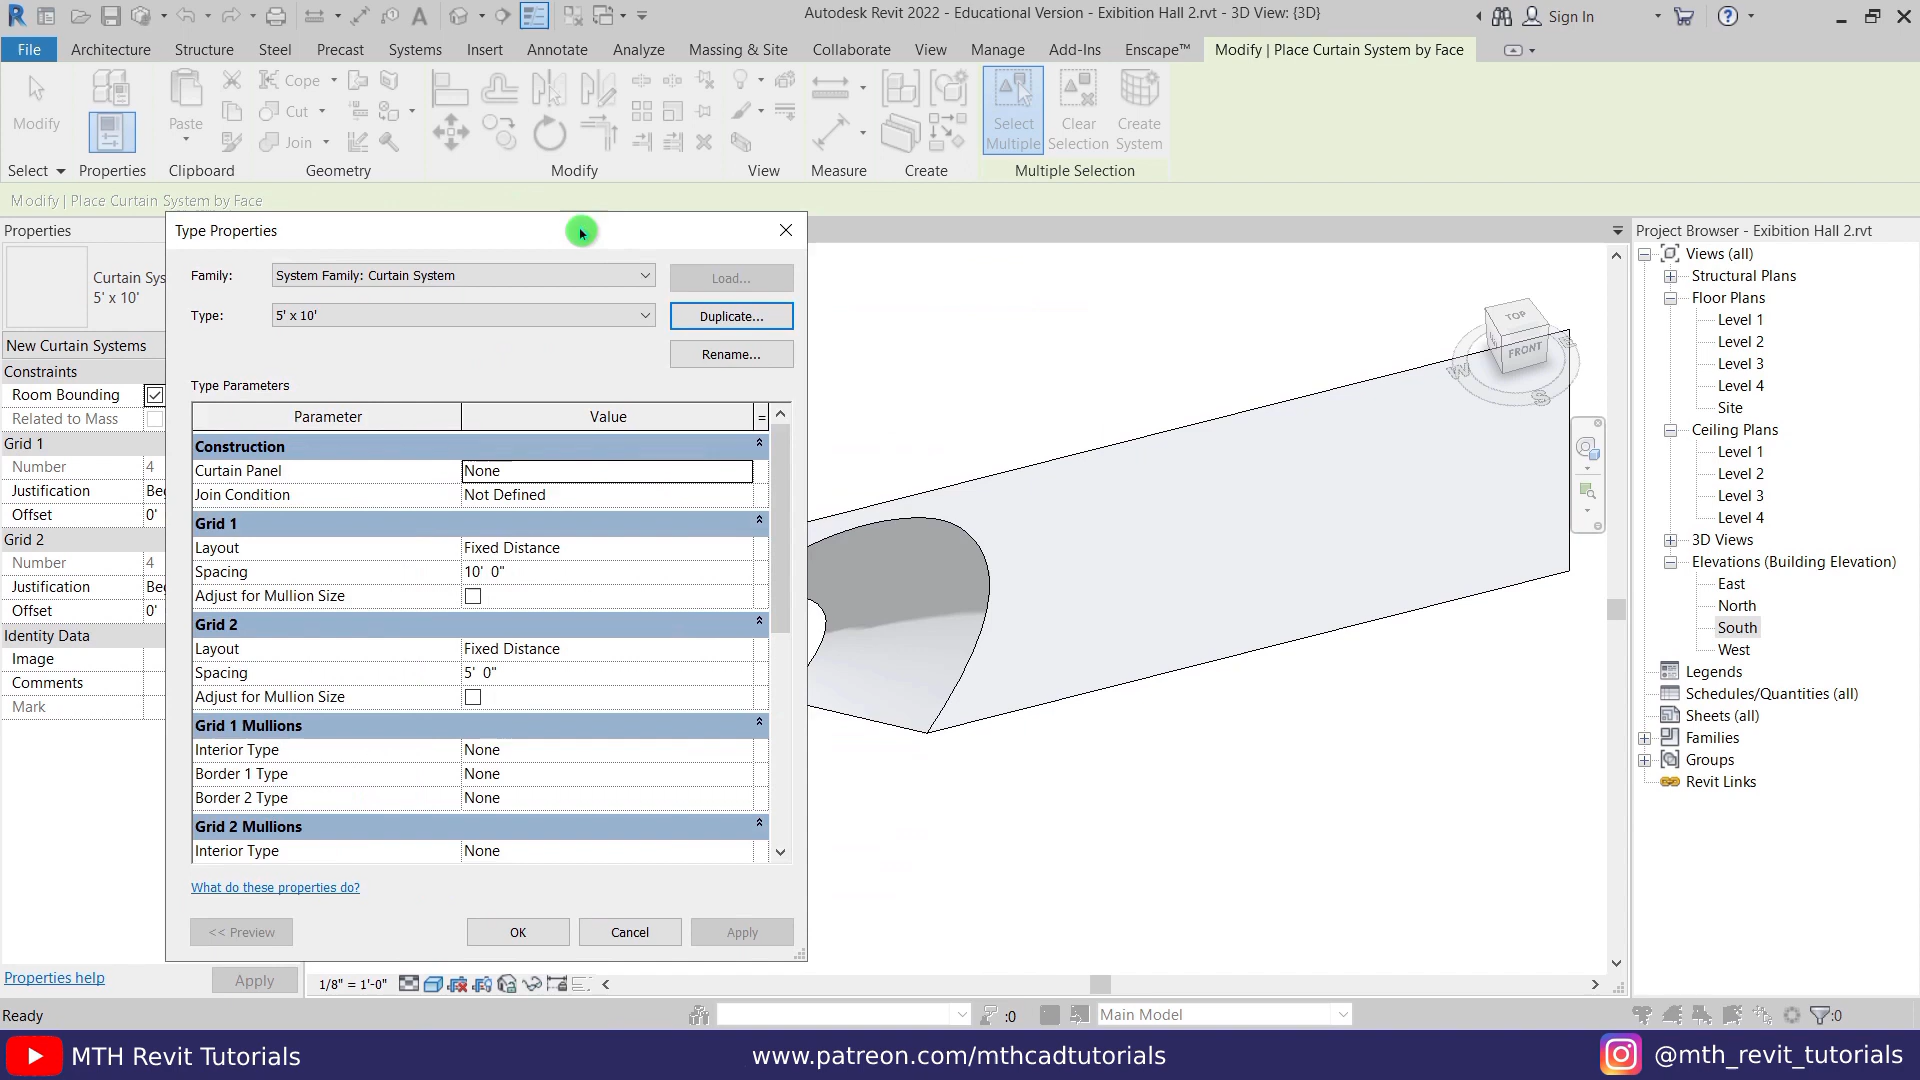 Autodesk Revit 2022 - Educational Version - Exibition Hall 2.rvt - 3D View: {3D}
Sign In
File Architecture Structure Steel Precast Systems Insert Annotate Analyze Massing & Site Collaborate View Manage Add-Ins Enscape™ Modify | Place Curtain System by Face
Modify
Paste
Cope
Cut
Join
Select Multiple
Clear Selection
Create System
Select Properties Clipboard Geometry Modify View Measure Create Multiple Selection
Modify | Place Curtain System by Face
Properties
Curtain Sys
5' x 10'
New Curtain Systems
Constraints
Room Bounding
Related to Mass
Grid 1
Number 4
Justification Beg
Offset 0'
Grid 2
Number 4
Justification Beg
Offset 0'
Identity Data
Image
Comments
Mark
Properties help
Apply
Type Properties
Family: System Family: Curtain System Load...
Type: 5' x 10' Duplicate...
Rename...
Type Parameters
Parameter Value =
Construction
Curtain Panel None
Join Condition Not Defined
Grid 1
Layout Fixed Distance
Spacing 10' 0"
Adjust for Mullion Size
Grid 2
Layout Fixed Distance
Spacing 5' 0"
Adjust for Mullion Size
Grid 1 Mullions
Interior Type None
Border 1 Type None
Border 2 Type None
Grid 2 Mullions
Interior Type None
What do these properties do?
<< Preview OK Cancel Apply
TOP
FRONT
W
S
Project Browser - Exibition Hall 2.rvt
Views (all)
Structural Plans
Floor Plans
Level 1
Level 2
Level 3
Level 4
Site
Ceiling Plans
Level 1
Level 2
Level 3
Level 4
3D Views
Elevations (Building Elevation)
East
North
South
West
Legends
Schedules/Quantities (all)
Sheets (all)
Families
Groups
Revit Links
1/8" = 1'-0"
Ready
:0
Main Model
:0
MTH Revit Tutorials
www.patreon.com/mthcadtutorials
@mth_revit_tutorials